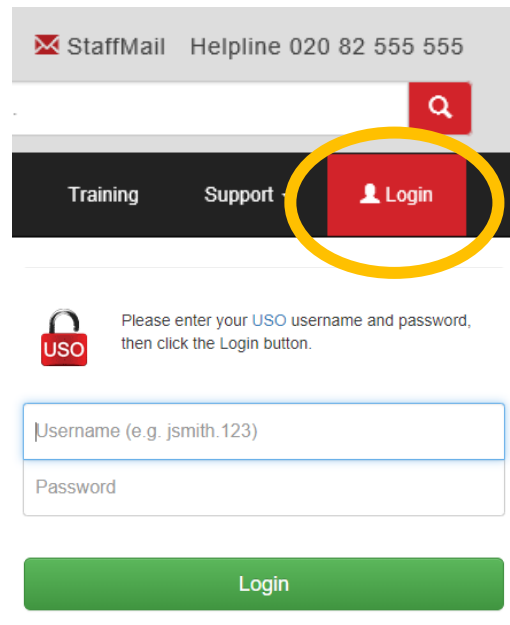 StaffMail Helpline 020 82 555 555
Training Support Login
Please enter your USO username and password,
then click the Login button.
USO
Username (e.g. jsmith.123)
Password
Login